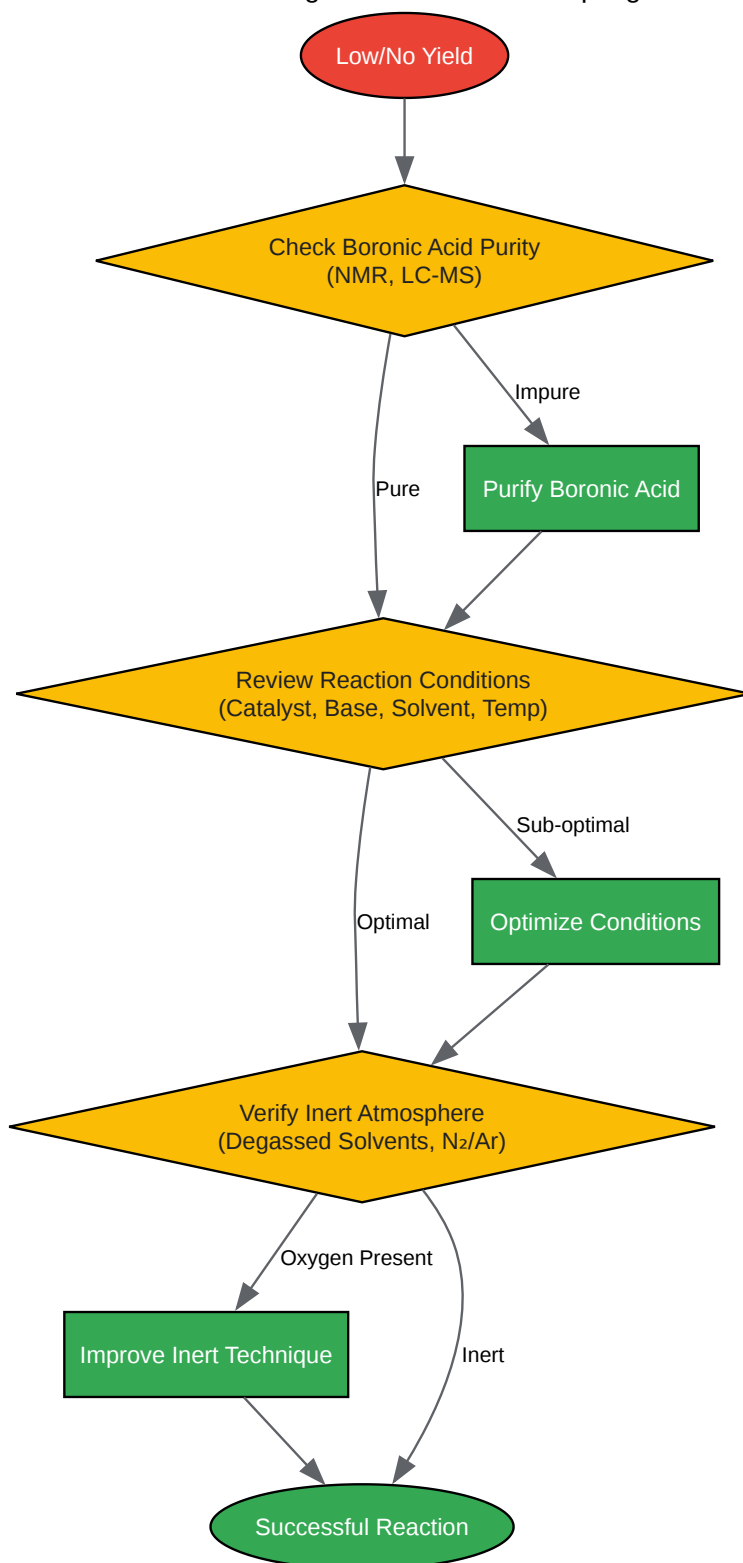 Low/No Yield
Check Boronic Acid Purity
(NMR, LC-MS)
Impure
Pure
Purify Boronic Acid
Review Reaction Conditions
(Catalyst, Base, Solvent, Temp)
Sub-optimal
Optimal
Optimize Conditions
Verify Inert Atmosphere
(Degassed Solvents, N₂/Ar)
Oxygen Present
Improve Inert Technique
Inert
Successful Reaction